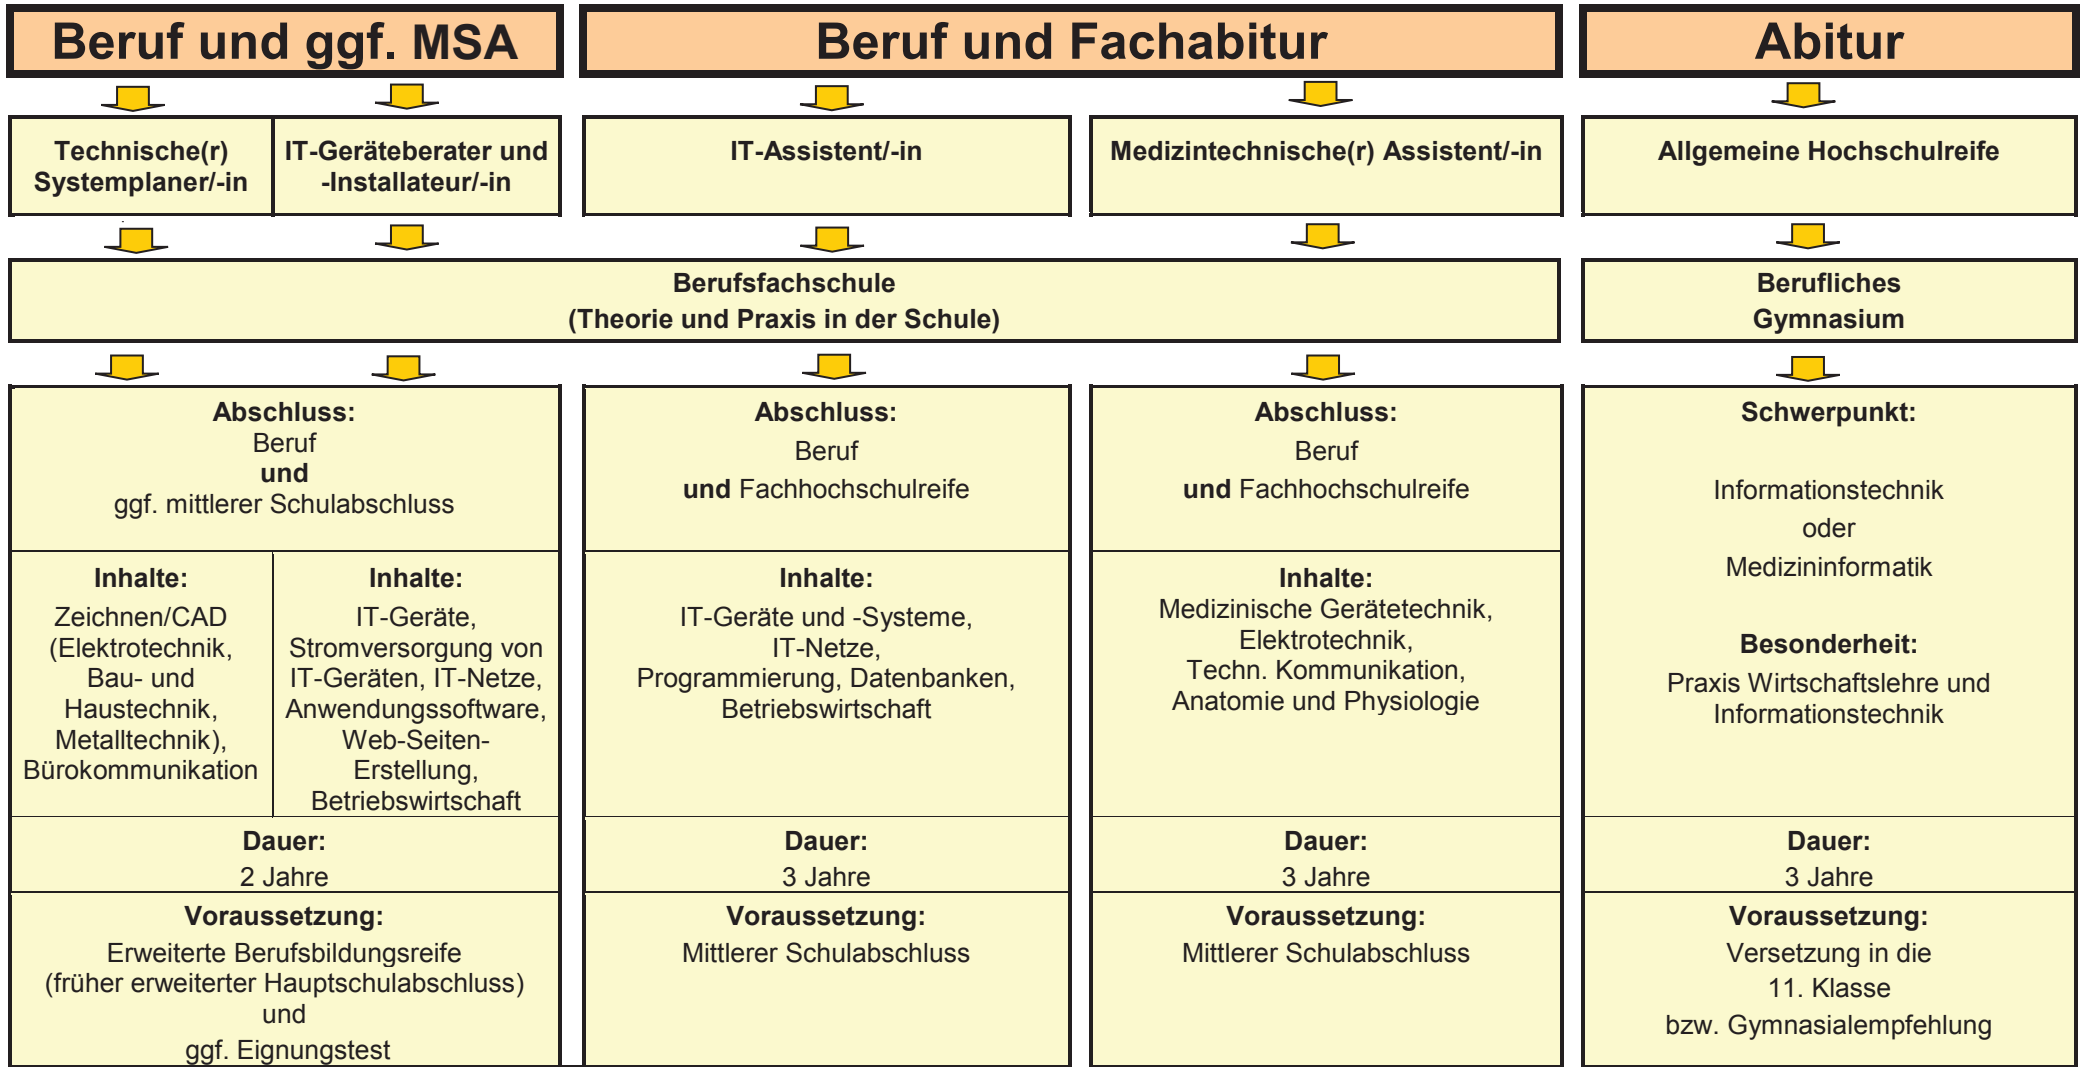 Beruf und ggf. MSA
Beruf und Fachabitur
Abitur
Technische(r)
Systemplaner/-in
IT-Geräteberater und
-Installateur/-in
IT-Assistent/-in
Medizintechnische(r) Assistent/-in
Allgemeine Hochschulreife
Berufsfachschule
(Theorie und Praxis in der Schule)
Berufliches
Gymnasium
Abschluss:
Beruf
und
ggf. mittlerer Schulabschluss
Abschluss:
Beruf
und Fachhochschulreife
Abschluss:
Beruf
und Fachhochschulreife
Schwerpunkt:
Informationstechnik
oder
Medizininformatik
Besonderheit:
Praxis Wirtschaftslehre und
Informationstechnik
Inhalte:
Zeichnen/CAD
(Elektrotechnik,
Bau- und
Haustechnik,
Metalltechnik),
Bürokommunikation
Inhalte:
IT-Geräte,
Stromversorgung von
IT-Geräten, IT-Netze,
Anwendungssoftware,
Web-Seiten-
Erstellung,
Betriebswirtschaft
Inhalte:
IT-Geräte und -Systeme,
IT-Netze,
Programmierung, Datenbanken,
Betriebswirtschaft
Inhalte:
Medizinische Gerätetechnik,
Elektrotechnik,
Techn. Kommunikation,
Anatomie und Physiologie
Dauer:
2 Jahre
Dauer:
3 Jahre
Dauer:
3 Jahre
Dauer:
3 Jahre
Voraussetzung:
Erweiterte Berufsbildungsreife
(früher erweiterter Hauptschulabschluss)
und
ggf. Eignungstest
Voraussetzung:
Mittlerer Schulabschluss
Voraussetzung:
Mittlerer Schulabschluss
Voraussetzung:
Versetzung in die
11. Klasse
bzw. Gymnasialempfehlung